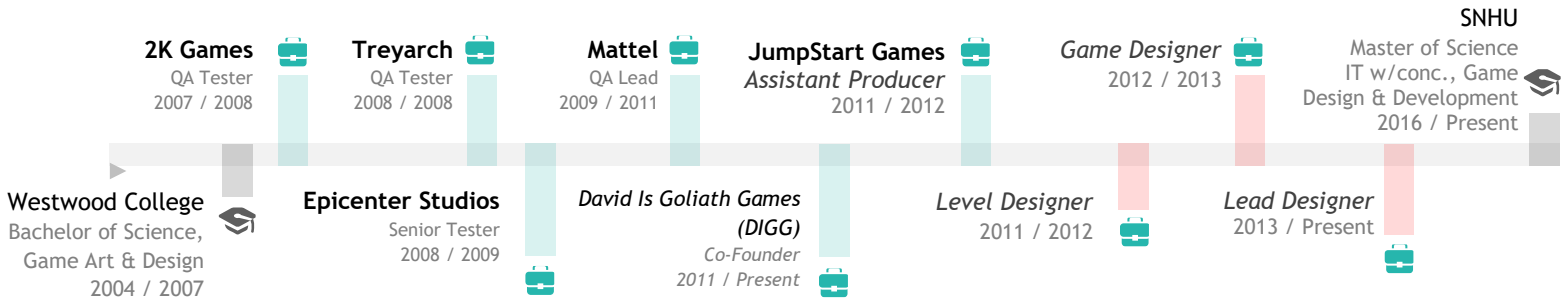 2K Games
QA Tester
2007 / 2008
Treyarch
QA Tester
2008 / 2008
Mattel
QA Lead
2009 / 2011
JumpStart Games
Assistant Producer
2011 / 2012
Game Designer
2012 / 2013
SNHU
Master of Science
IT w/conc., Game
Design & Development
2016 / Present
Westwood College
Bachelor of Science,
Game Art & Design
2004 / 2007
Epicenter Studios
Senior Tester
2008 / 2009
David Is Goliath Games
(DIGG)
Co-Founder
2011 / Present
Level Designer
2011 / 2012
Lead Designer
2013 / Present